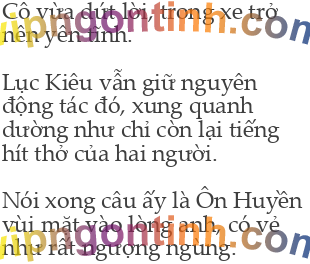 Cô vừa dứt lời, trong xe trở
nên yên tĩnh.
vipngontinh.com
Lục Kiêu vẫn giữ nguyên
động tác đó, xung quanh
dường như chỉ còn lại tiếng
hít thở của hai người.
Nói xong câu ấy là Ôn Huyền
vùi mặt vào lòng anh, có vẻ
như rất ngượng ngùng.
vipngontinh.com